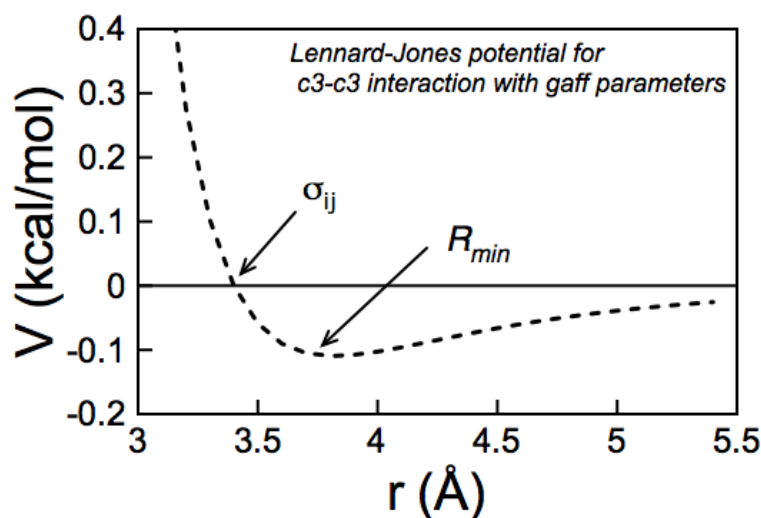 Lennard-Jones potential for
c3-c3 interaction with gaff parameters
0.4
0.3
0.2
0.1
0
-0.1
-0.2
V (kcal/mol)
σij
Rmin
3
3.5
4
4.5
5
5.5
r (Å)